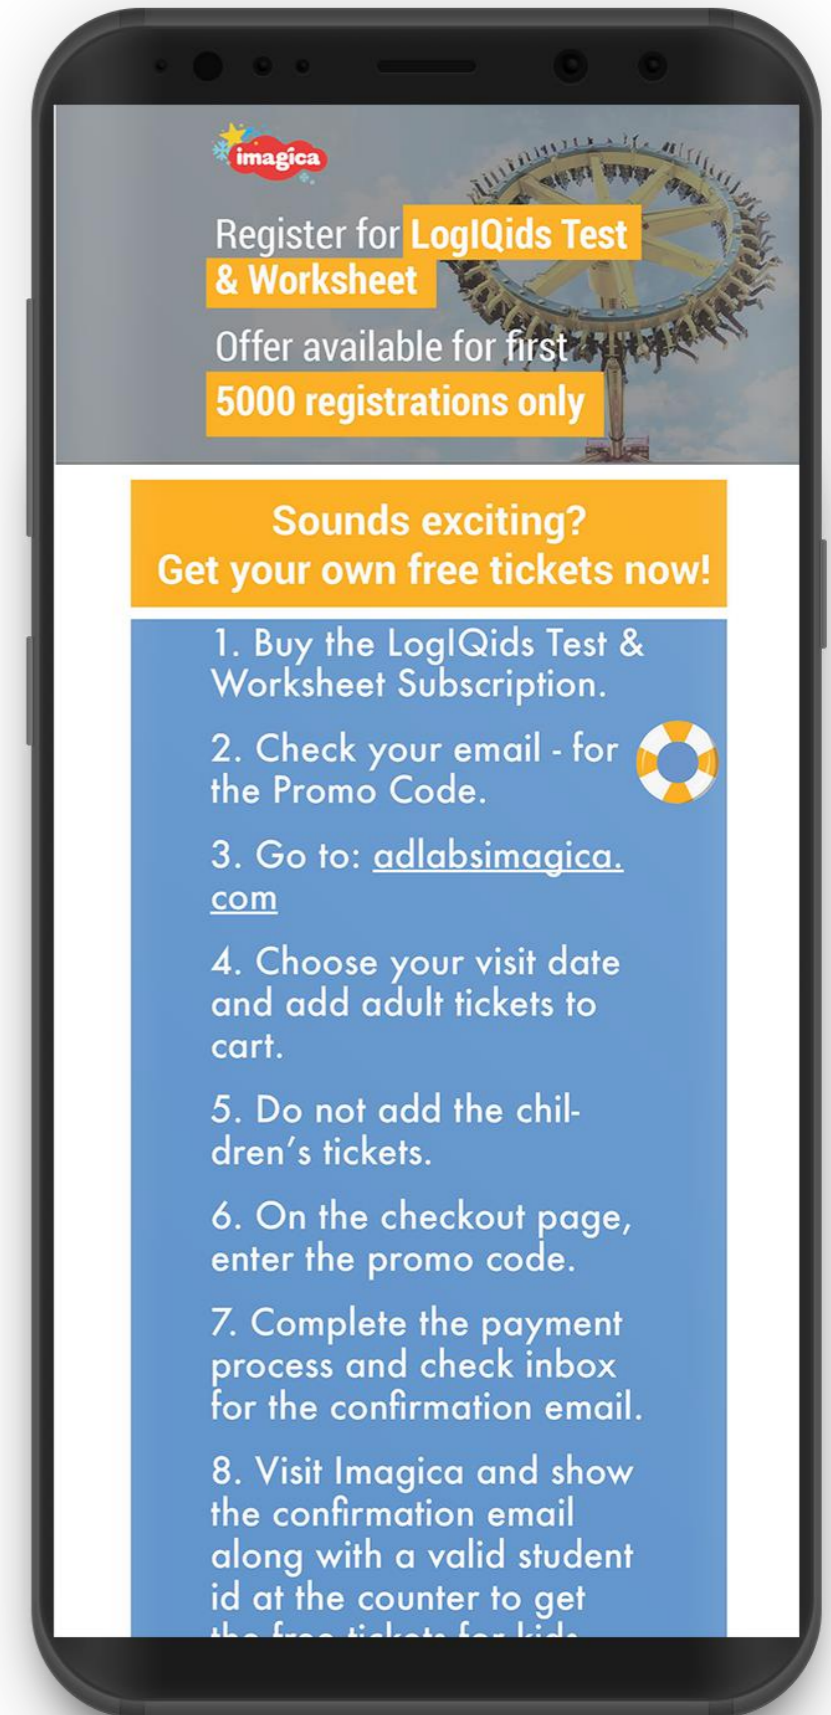 imagica
Register for LogIQids Test
& Worksheet
Offer available for first
5000 registrations only
Sounds exciting?
Get your own free tickets now!
1. Buy the LogIQids Test &
Worksheet Subscription.
2. Check your email - for
the Promo Code.
3. Go to: adlabsimagica.
com
4. Choose your visit date
and add adult tickets to
cart.
5. Do not add the chil-
dren’s tickets.
6. On the checkout page,
enter the promo code.
7. Complete the payment
process and check inbox
for the confirmation email.
8. Visit Imagica and show
the confirmation email
along with a valid student
id at the counter to get
the free tickets for kids